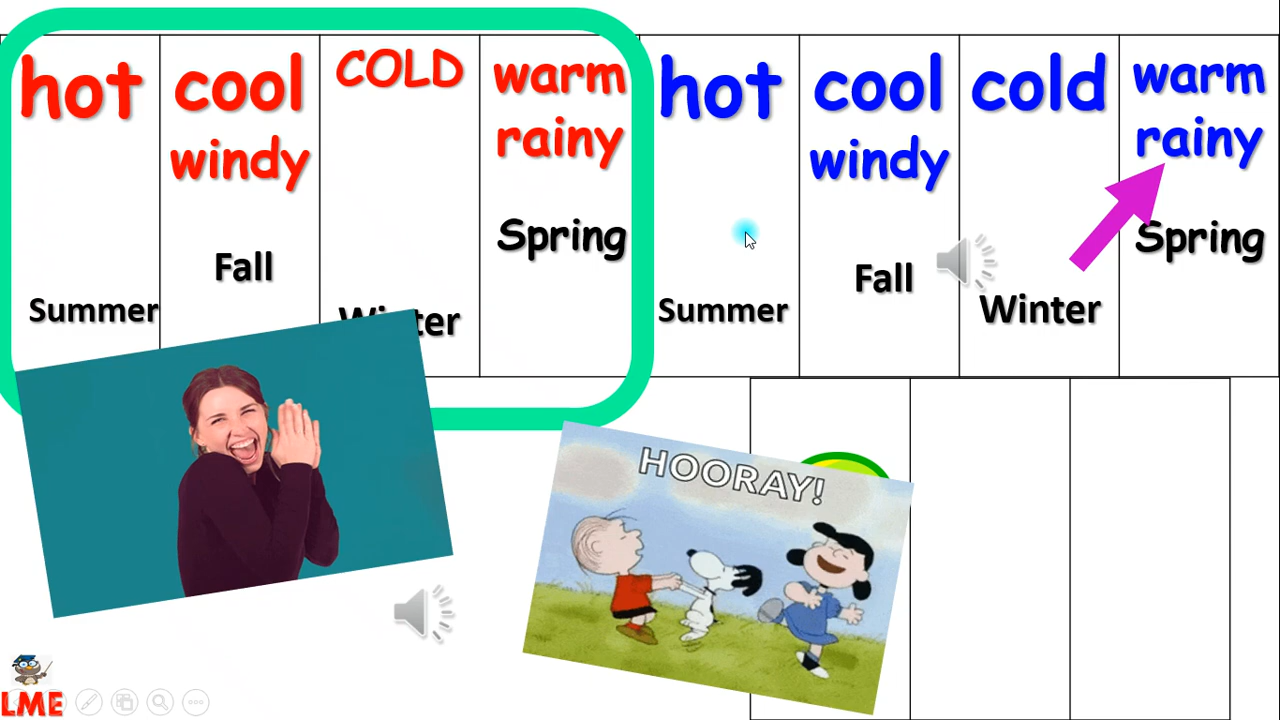 hot
cool
windy
COLD
warm
rainy
hot
cool
windy
cold
warm
rainy
Summer
Fall
Winter
Spring
Summer
Fall
Winter
Spring
HOORAY!
LME